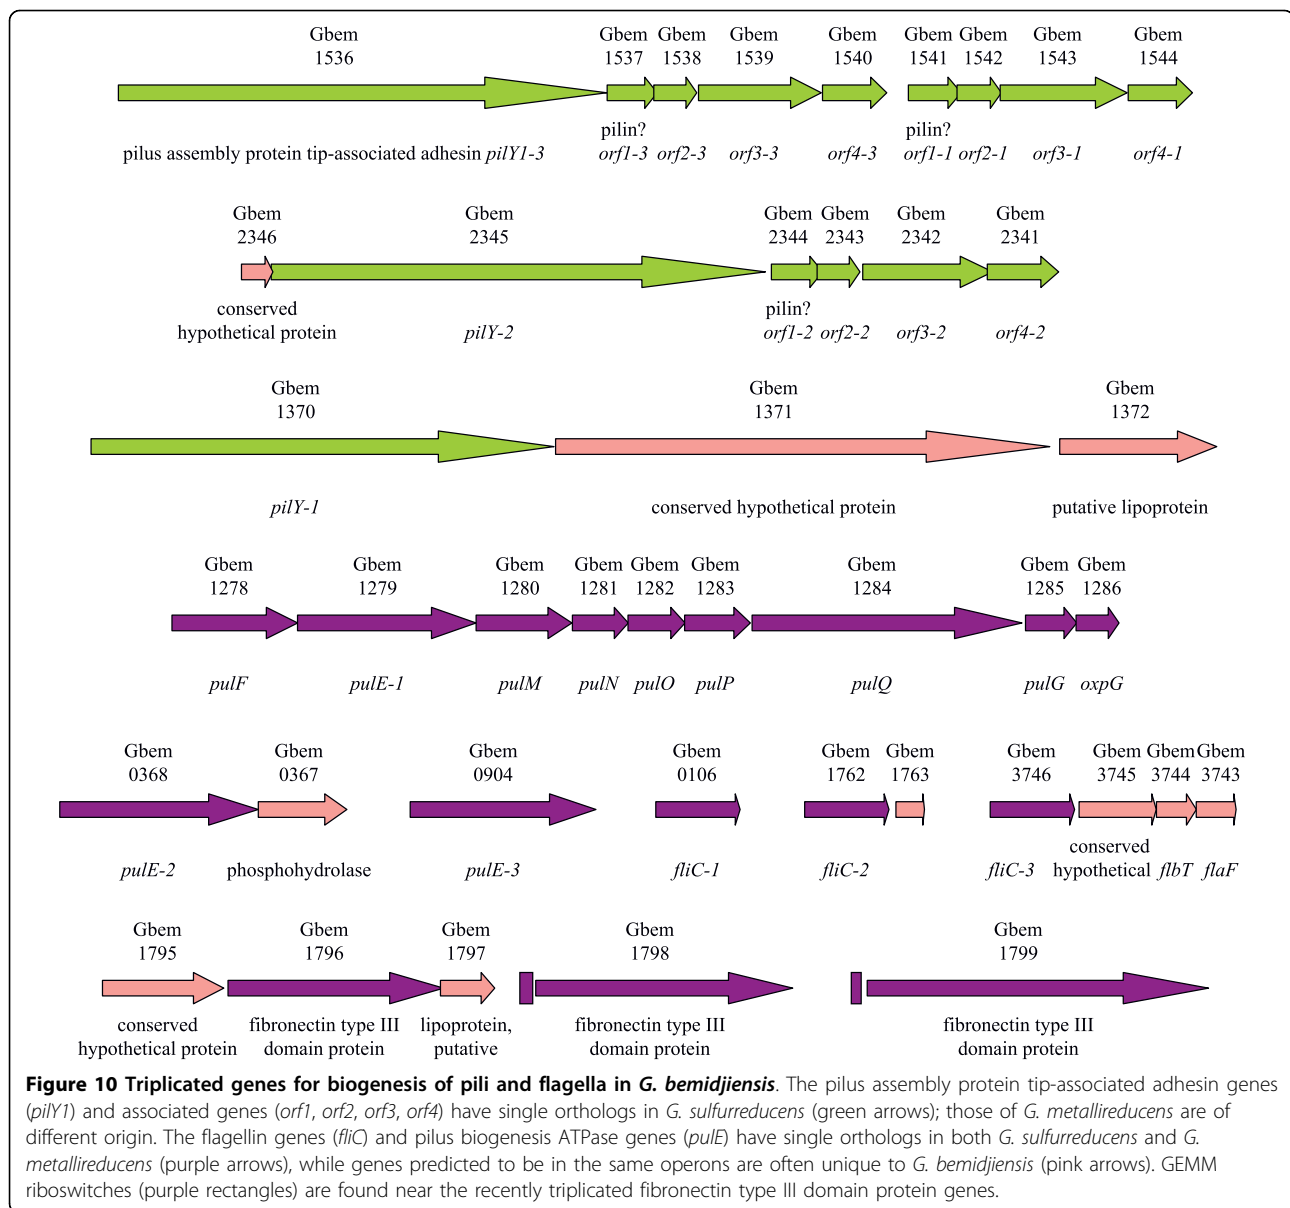 Gbem Gbem Gbem Gbem Gbem Gbem Gbem Gbem Gbem
1536 1537 1538 1539 1540 1541 1542 1543 1544
pilin? pilin?
pilus assembly protein tip-associated adhesin pilY1-3 orf1-3 orf2-3 orf3-3 orf4-3 orf1-1 orf2-1 orf3-1 orf4-1
Gbem Gbem Gbem Gbem Gbem Gbem
2346 2345 2344 2343 2342 2341
conserved pilin?
hypothetical protein pilY-2 orf1-2 orf2-2 orf3-2 orf4-2
Gbem Gbem Gbem
1370 1371 1372
pilY-1 conserved hypothetical protein putative lipoprotein
Gbem Gbem Gbem Gbem Gbem Gbem Gbem Gbem Gbem
1278 1279 1280 1281 1282 1283 1284 1285 1286
pulF pulE-1 pulM pulN pulO pulP pulQ pulG oxpG
Gbem Gbem Gbem Gbem Gbem Gbem Gbem Gbem Gbem Gbem
0368 0367 0904 0106 1762 1763 3746 3745 3744 3743
conserved
pulE-2 phosphohydrolase pulE-3 fliC-1 fliC-2 fliC-3 hypothetical flbT flaF
Gbem Gbem Gbem Gbem Gbem
1795 1796 1797 1798 1799
conserved fibronectin type III lipoprotein, fibronectin type III fibronectin type III
hypothetical protein domain protein putative domain protein domain protein
Figure 10 Triplicated genes for biogenesis of pili and flagella in G. bemidjiensis. The pilus assembly protein tip-associated adhesin genes
(pilY1) and associated genes (orf1, orf2, orf3, orf4) have single orthologs in G. sulfurreducens (green arrows); those of G. metallireducens are of
different origin. The flagellin genes (fliC) and pilus biogenesis ATPase genes (pulE) have single orthologs in both G. sulfurreducens and G.
metallireducens (purple arrows), while genes predicted to be in the same operons are often unique to G. bemidjiensis (pink arrows). GEMM
riboswitches (purple rectangles) are found near the recently triplicated fibronectin type III domain protein genes.